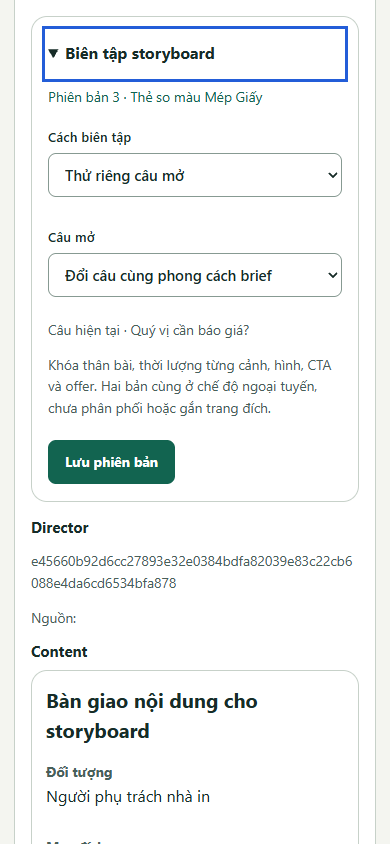 Biên tập storyboard
Phiên bản 3 · Thẻ so màu Mép Giấy
Cách biên tập
Thử riêng câu mở
Câu mở
Đổi câu cùng phong cách brief
Câu hiện tại · Quý vị cần báo giá?
Khóa thân bài, thời lượng từng cảnh, hình, CTA
và offer. Hai bản cùng ở chế độ ngoại tuyến,
chưa phân phối hoặc gắn trang đích.
Lưu phiên bản
Director
e45660b92d6cc27893e32e0384bdfa82039e83c22cb6
088e4da6cd6534bfa878
Nguồn:
Content
Bàn giao nội dung cho
storyboard
Đối tượng
Người phụ trách nhà in